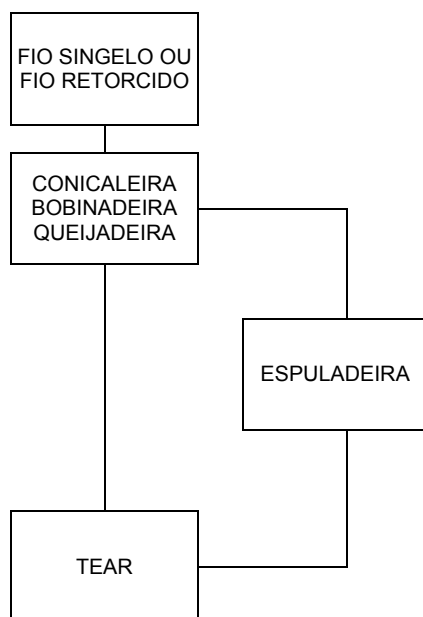 FIO SINGELO OU
FIO RETORCIDO
CONICALEIRA
BOBINADEIRA
QUEIJADEIRA
ESPULADEIRA
TEAR